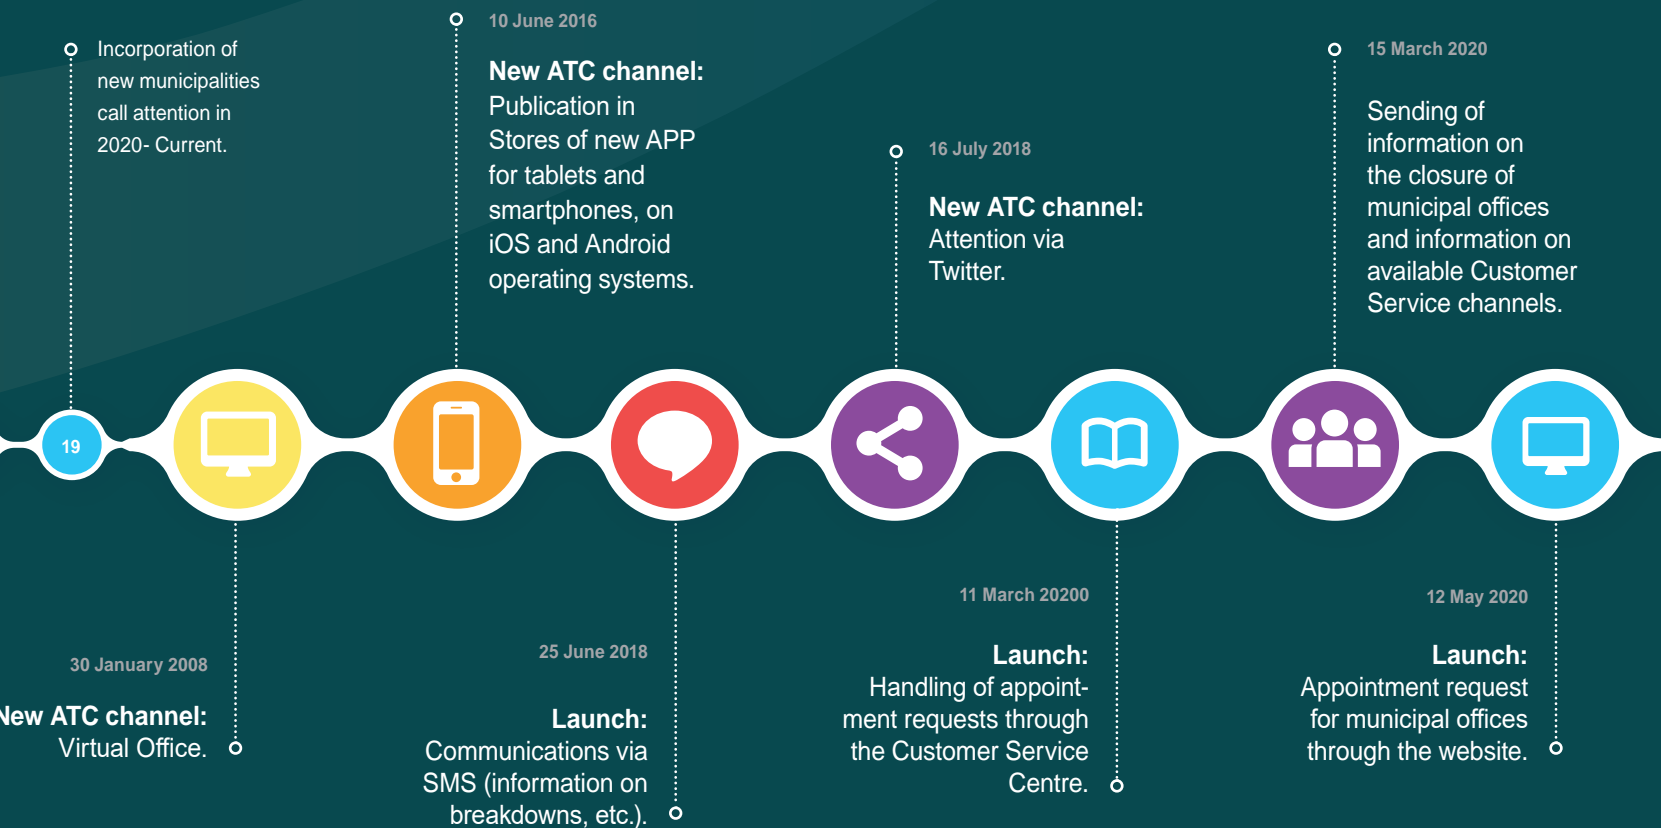 Incorporation of
new municipalities
call attention in
2020- Current.
10 June 2016
New ATC channel:
Publication in
Stores of new APP
for tablets and
smartphones, on
iOS and Android
operating systems.
16 July 2018
New ATC channel:
Attention via
Twitter.
15 March 2020
Sending of
information on
the closure of
municipal offices
and information on
available Customer
Service channels.
19
30 January 2008
New ATC channel:
Virtual Office.
25 June 2018
Launch:
Communications via
SMS (information on
breakdowns, etc.).
11 March 20200
Launch:
Handling of appoint-
ment requests through
the Customer Service
Centre.
12 May 2020
Launch:
Appointment request
for municipal offices
through the website.